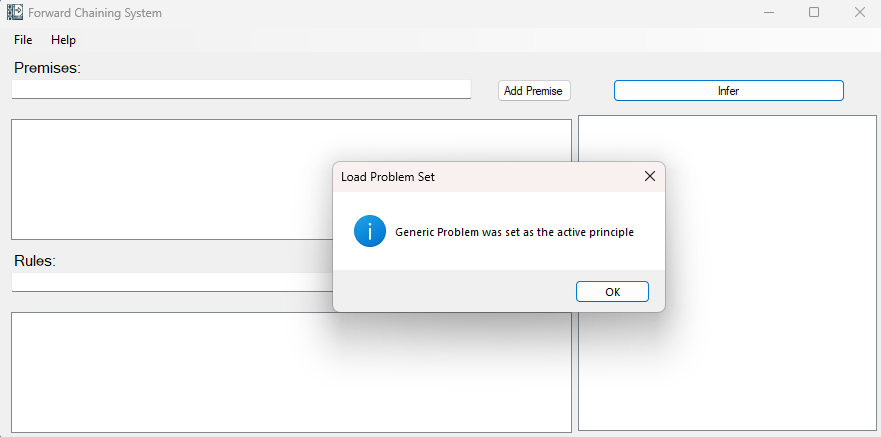 Forward Chaining System
File Help
Premises:
Add Premise Infer
Load Problem Set
Generic Problem was set as the active principle
Rules:
OK